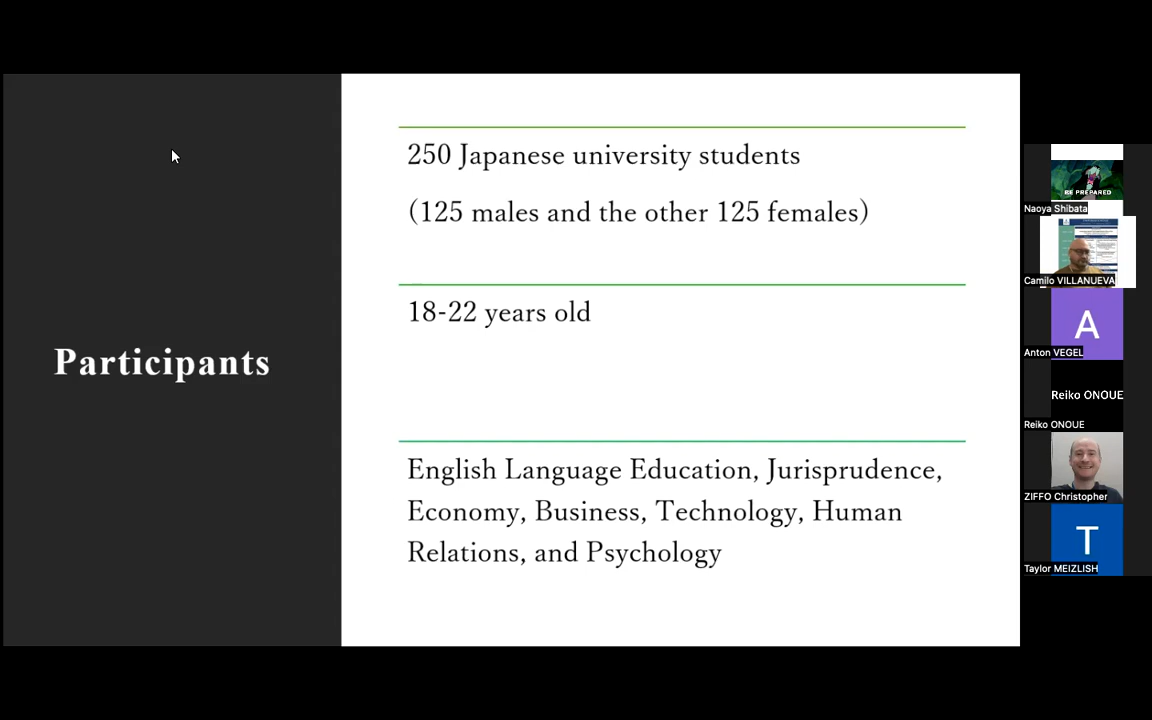 Participants
250 Japanese university students
(125 males and the other 125 females)
18-22 years old
English Language Education, Jurisprudence,
Economy, Business, Technology, Human
Relations, and Psychology
BE PREPARED
Naoya Shibata
Camilo VILLANUEVA
A
Anton VEGEL
Reiko ONOUE
Reiko ONOUE
ZIFFO Christopher
T
Taylor MEIZLISH